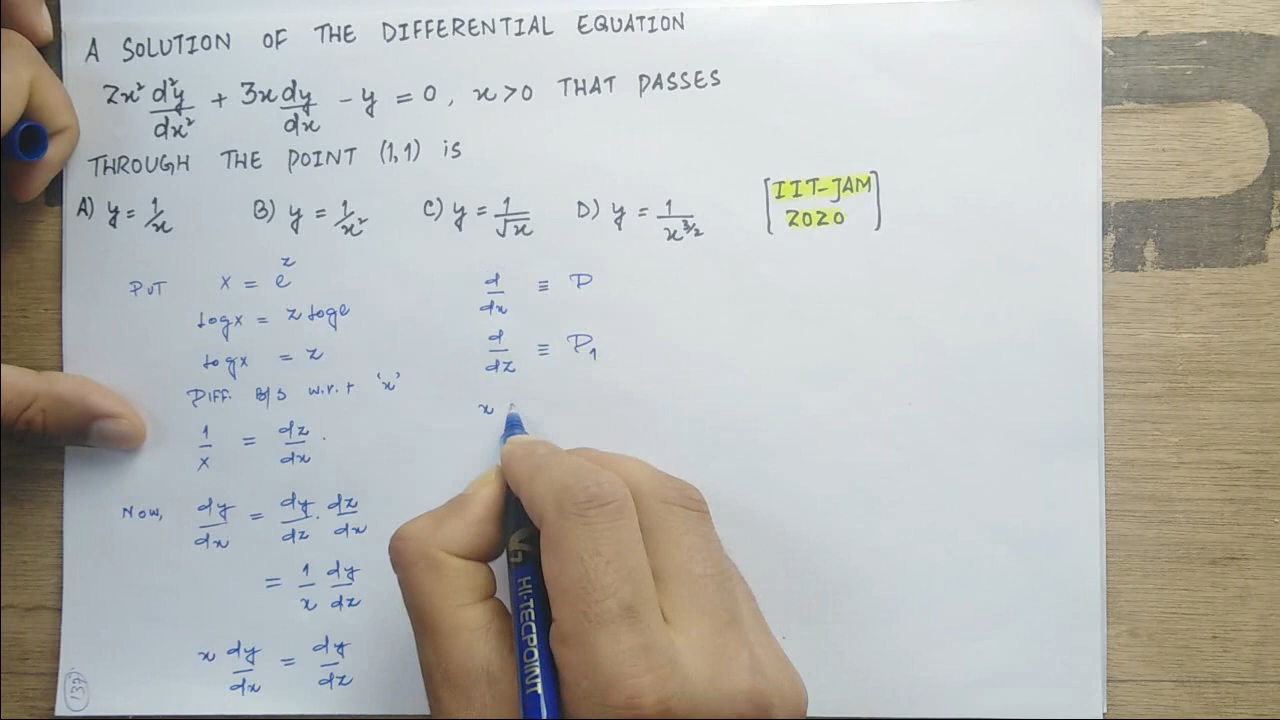 A SOLUTION OF THE DIFFERENTIAL EQUATION
2x² d²y/dx² + 3x dy/dx - y = 0, x>0 THAT PASSES
THROUGH THE POINT (1,1) is
A) y = 1/x B) y = 1/x² C) y = 1/√x D) y = 1/x^3/2 [IIT-JAM 2020]
PUT x = e^z
log x = z log e
log x = z
DIFF. B/S w.r.t 'x'
1/x = dz/dx.
Now, dy/dx = dy/dz . dz/dx
= 1/x dy/dz
x dy/dx = dy/dz
d/dx ≡ D
d/dz ≡ D₁
x
137
V7 HI-TECPOINT